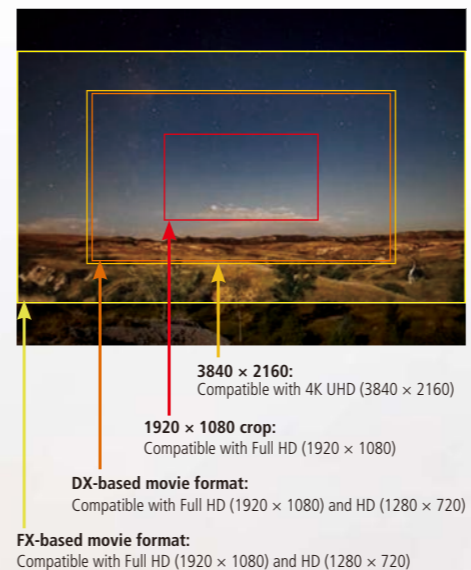 3840 × 2160:
Compatible with 4K UHD (3840 × 2160)
1920 × 1080 crop:
Compatible with Full HD (1920 × 1080)
DX-based movie format:
Compatible with Full HD (1920 × 1080) and HD (1280 × 720)
FX-based movie format:
Compatible with Full HD (1920 × 1080) and HD (1280 × 720)